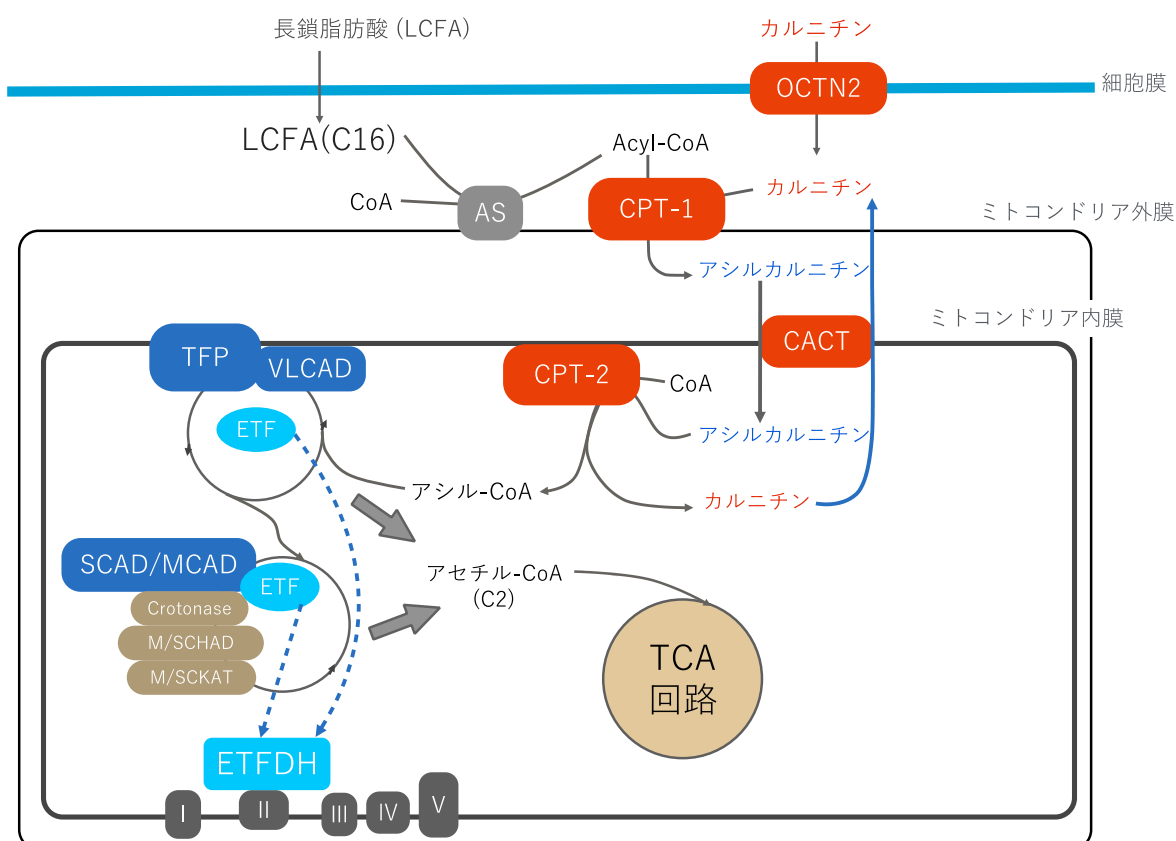 長鎖脂肪酸 (LCFA)
カルニチン
OCTN2
細胞膜
LCFA(C16)
Acyl-CoA
CoA
AS
CPT-1
カルニチン
ミトコンドリア外膜
アシルカルニチン
ミトコンドリア内膜
TFP
VLCAD
CPT-2
CoA
CACT
ETF
アシルカルニチン
アシル-CoA
カルニチン
SCAD/MCAD
ETF
Crotonase
M/SCHAD
M/SCKAT
アセチル-CoA
(C2)
TCA
回路
ETFDH
I
II
III
IV
V